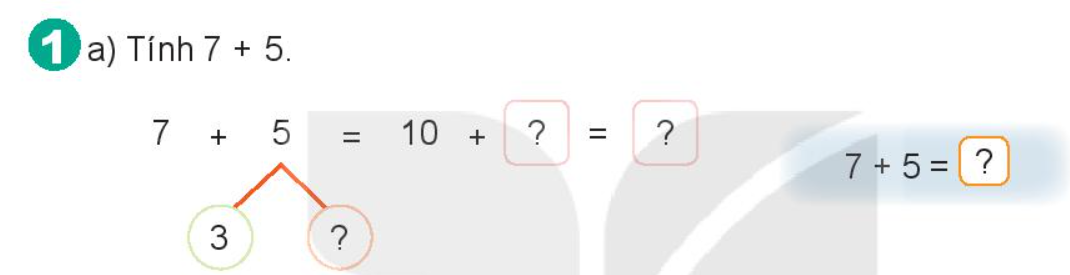 1 a) Tính 7 + 5.
7 + 5 = 10 + ? = ?
7 + 5 = ?
3 ?